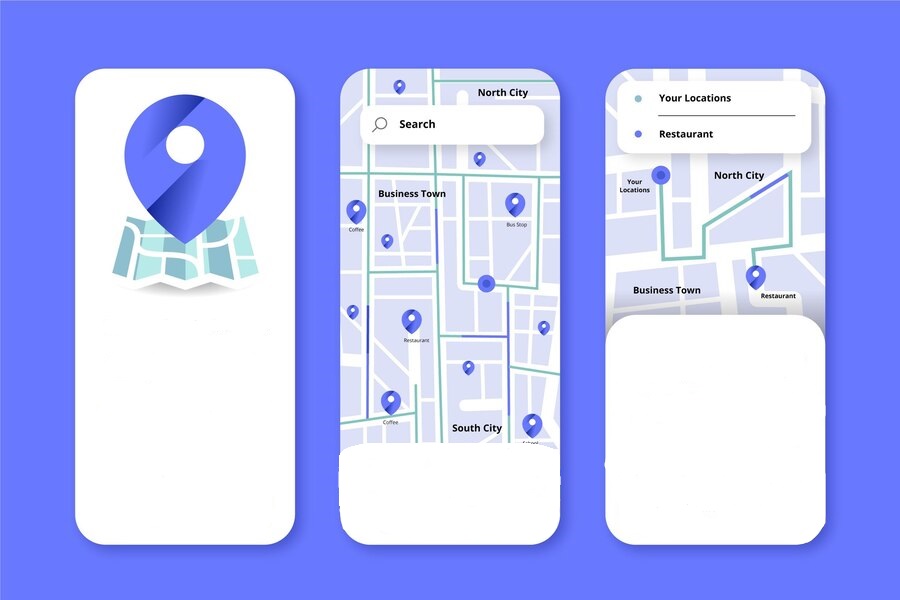 North City
Search
Business Town
Coffee
Bus Stop
Restaurant
Coffee
South City
Your Locations
Restaurant
Your
Locations
North City
Business Town
Restaurant